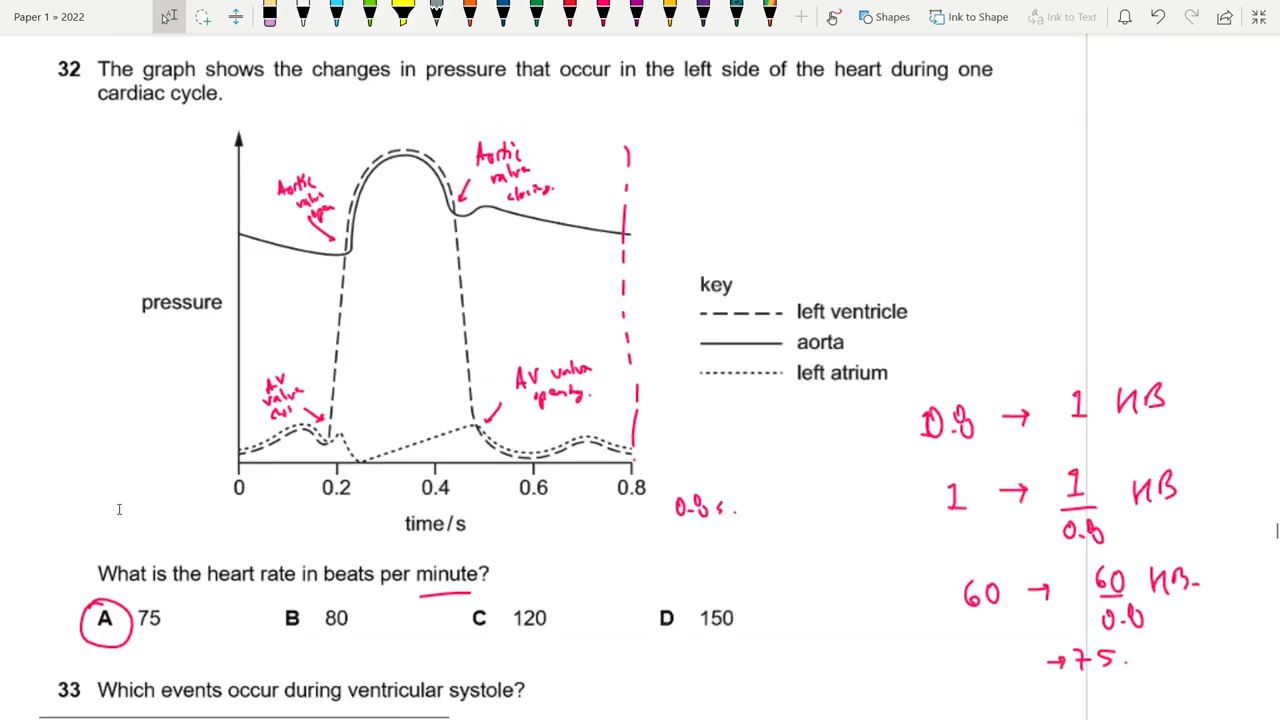 Paper 1 » 2022
Shapes
Ink to Shape
Ink to Text
32 The graph shows the changes in pressure that occur in the left side of the heart during one
cardiac cycle.
Aortic
valve
open
Aortic
valve
closing.
pressure
key
left ventricle
aorta
left atrium
AV
valve
AV valve
0
0.2
0.4
0.6
0.8
time/s
0.8 s.
0.8 → 1 HB
1 → 1/0.8 HB
60 → 60/0.8 HB
→ 75.
What is the heart rate in beats per minute?
A 75 B 80 C 120 D 150
33 Which events occur during ventricular systole?